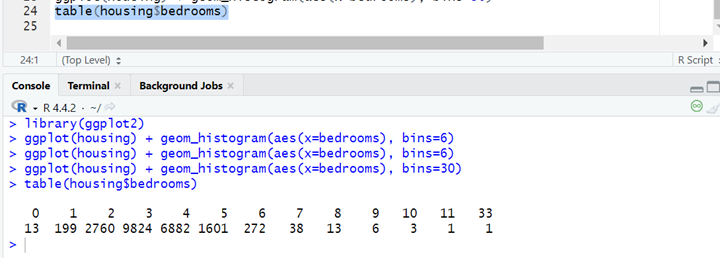 24 table(housing$bedrooms)
25
24:1 (Top Level) R Script
Console Terminal Background Jobs
R R 4.4.2 · ~/
> library(ggplot2)
> ggplot(housing) + geom_histogram(aes(x=bedrooms), bins=6)
> ggplot(housing) + geom_histogram(aes(x=bedrooms), bins=6)
> ggplot(housing) + geom_histogram(aes(x=bedrooms), bins=30)
> table(housing$bedrooms)
0 1 2 3 4 5 6 7 8 9 10 11 33
13 199 2760 9824 6882 1601 272 38 13 6 3 1 1
>